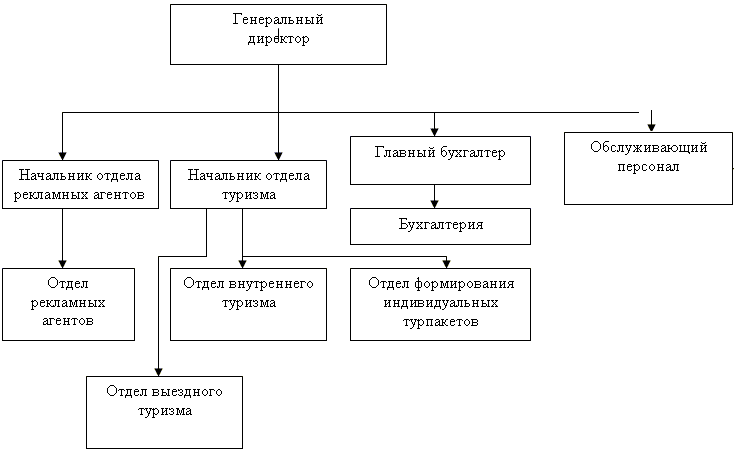 Генеральный
директор
Главный бухгалтер
Обслуживающий
персонал
Начальник отдела
рекламных агентов
Начальник отдела
туризма
Бухгалтерия
Отдел
рекламных
агентов
Отдел внутреннего
туризма
Отдел формирования
индивидуальных
турпакетов
Отдел выездного
туризма